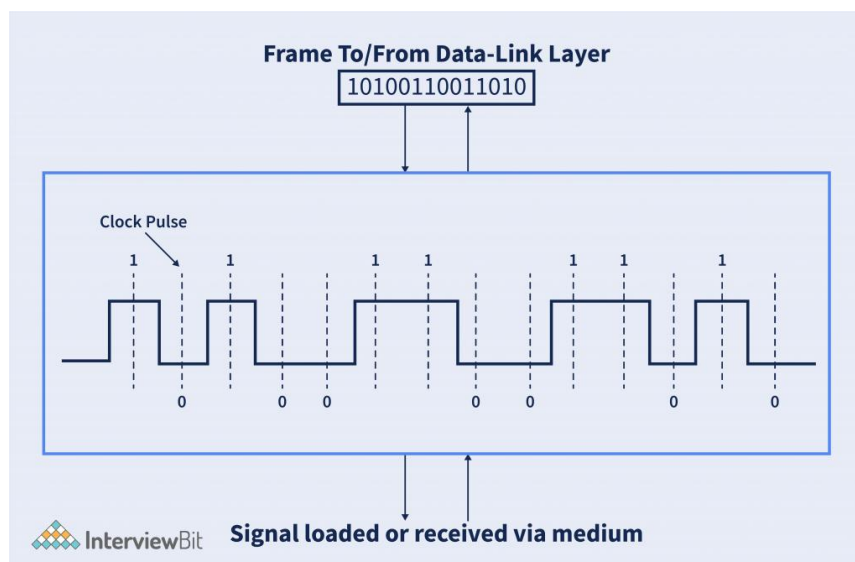 Frame To/From Data-Link Layer
10100110011010
Clock Pulse
1 1 1 1 1 1 1
0 0 0 0 0 0 0
InterviewBit
Signal loaded or received via medium